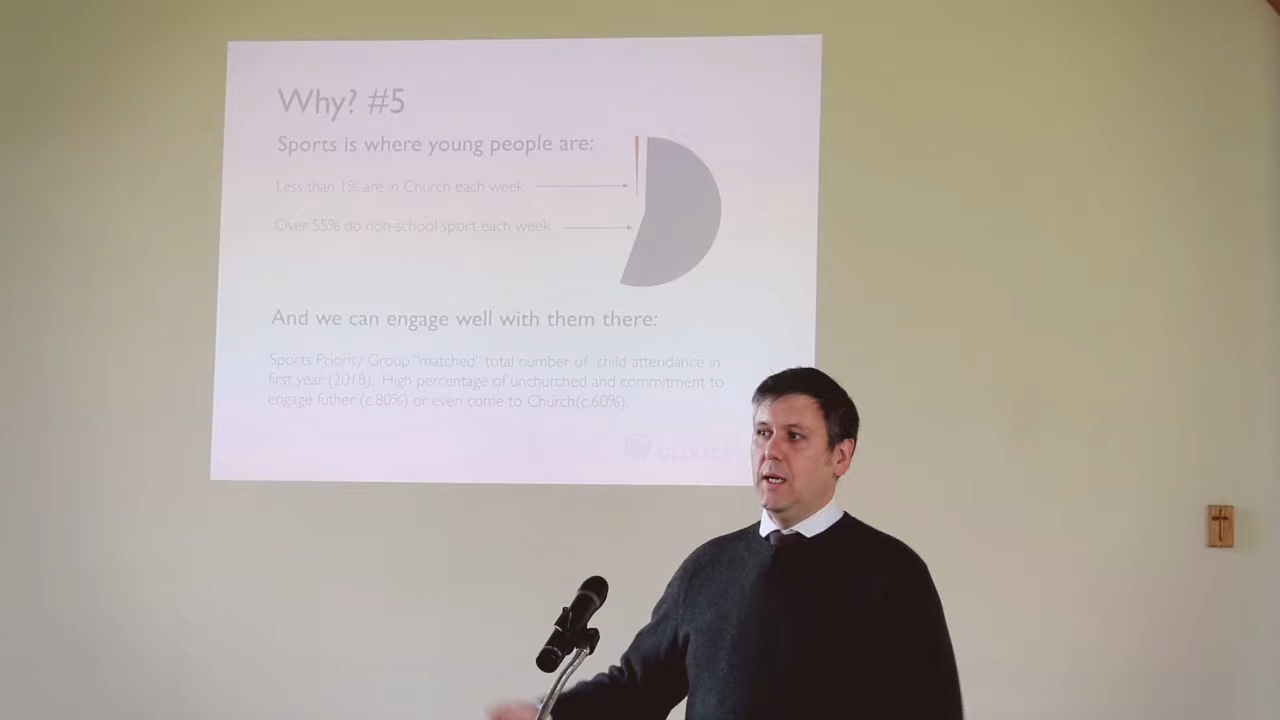 Why? #5
Sports is where young people are:
Less than 1% are in Church each week
Over 55% do non-school sport each week
And we can engage well with them there:
Sports Priority Group "matched" total number of child attendance in
first year (2018). High percentage of unchurched and commitment to
engage futher (c.80%) or even come to Church(c.60%).